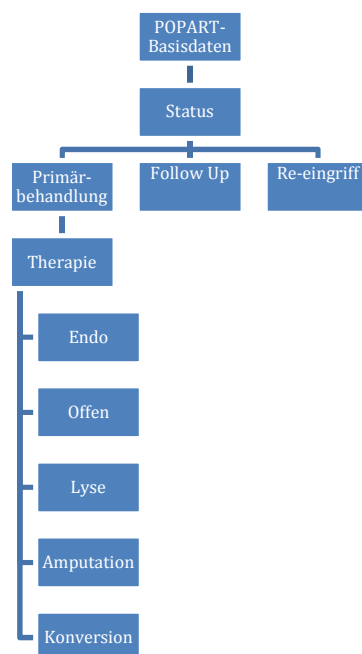 POPART-
Basisdaten
Status
Primär-
behandlung
Follow Up
Re-eingriff
Therapie
Endo
Offen
Lyse
Amputation
Konversion